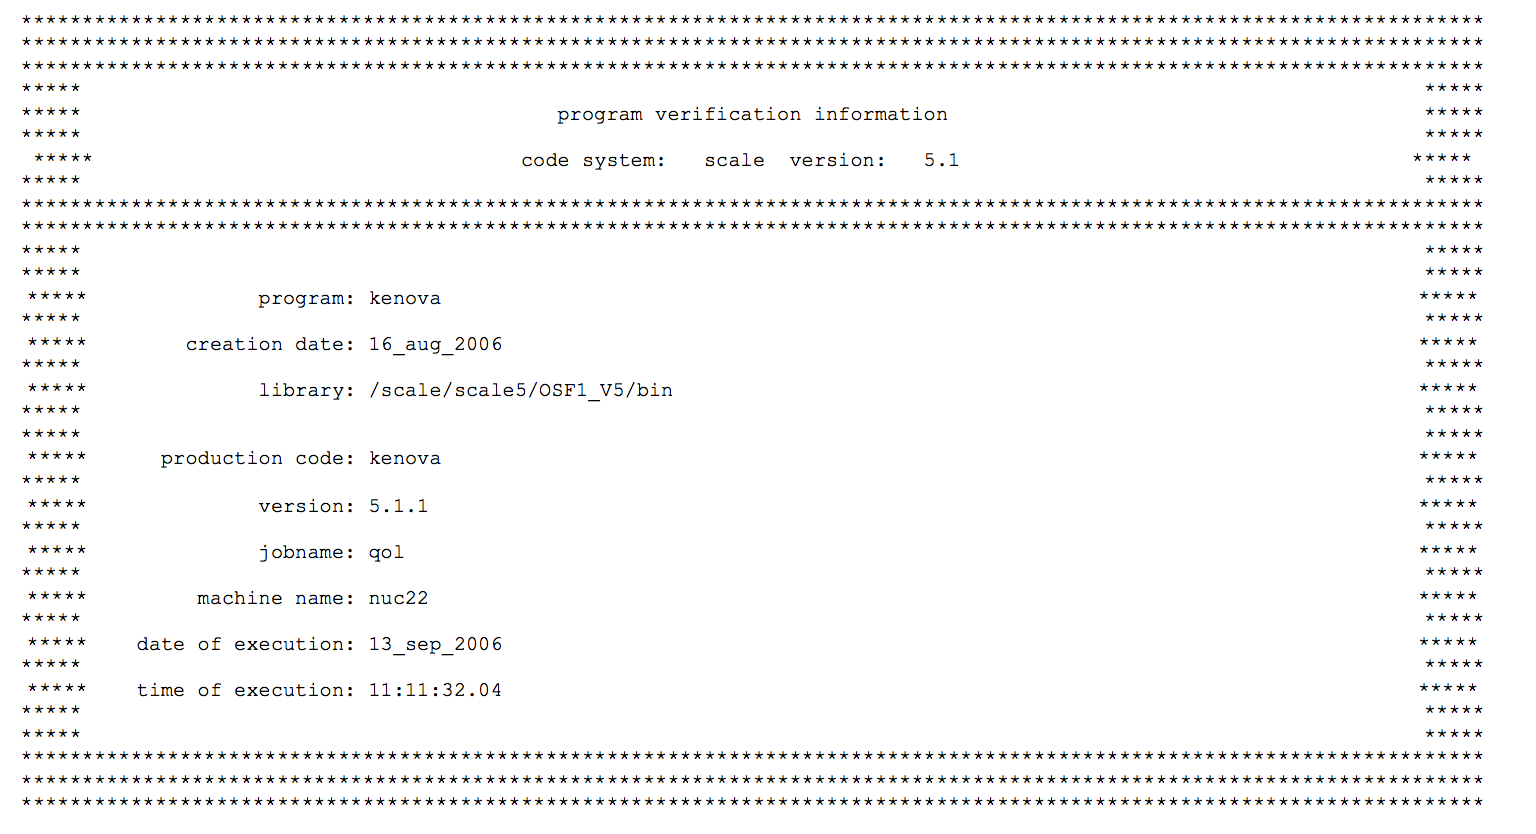 ************************************************************************************************************************
************************************************************************************************************************
************************************************************************************************************************
***** *****
***** program verification information *****
***** *****
***** code system: scale version: 5.1 *****
***** *****
************************************************************************************************************************
************************************************************************************************************************
***** *****
***** *****
***** program: kenova *****
***** *****
***** creation date: 16_aug_2006 *****
***** *****
***** library: /scale/scale5/OSF1_V5/bin *****
***** *****
***** *****
***** production code: kenova *****
***** *****
***** version: 5.1.1 *****
***** *****
***** jobname: qol *****
***** *****
***** machine name: nuc22 *****
***** *****
***** date of execution: 13_sep_2006 *****
***** *****
***** time of execution: 11:11:32.04 *****
***** *****
***** *****
************************************************************************************************************************
************************************************************************************************************************
************************************************************************************************************************